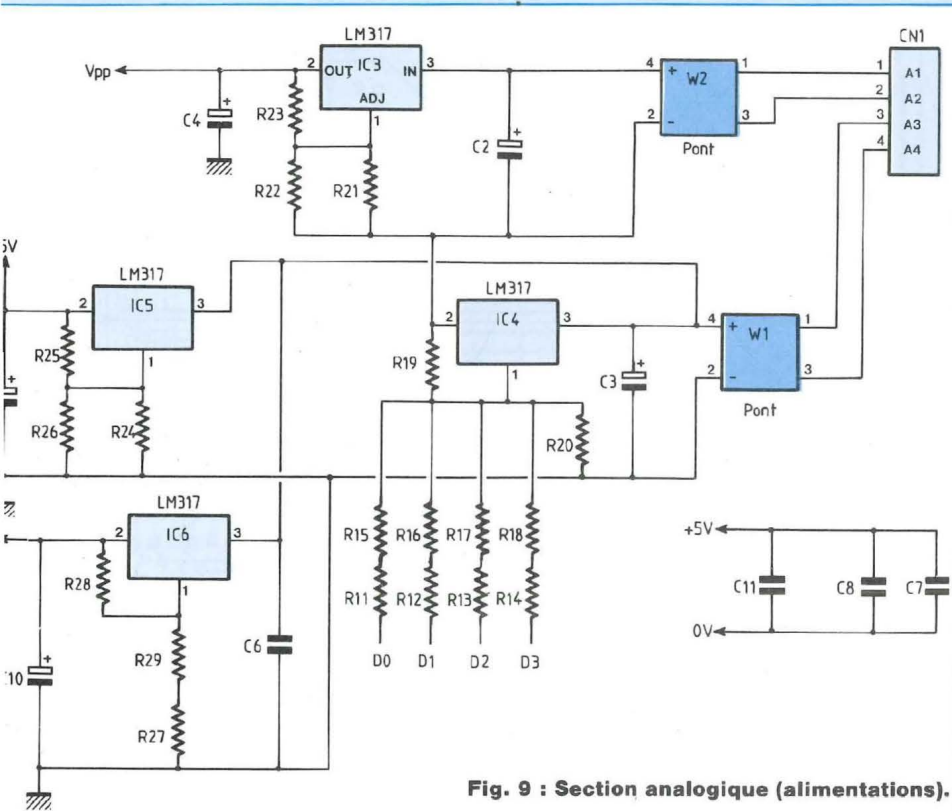 LM317
CN1
Vpp
2
OUT
IC3
IN
3
ADJ
1
4
+
W2
1
2
-
3
Pont
1
A1
2
A2
3
A3
4
A4
+
C4
R23
R22
R21
C2
+
5V
LM317
2
IC5
3
1
R25
R26
R24
+
LM317
2
IC4
3
1
R19
C3
+
R20
4
+
W1
1
2
-
3
Pont
LM317
2
IC6
3
1
R28
R29
R27
C6
+
10
R15
R16
R17
R18
R11
R12
R13
R14
D0
D1
D2
D3
+5V
C11
C8
C7
0V
Fig. 9 : Section analogique (alimentations).